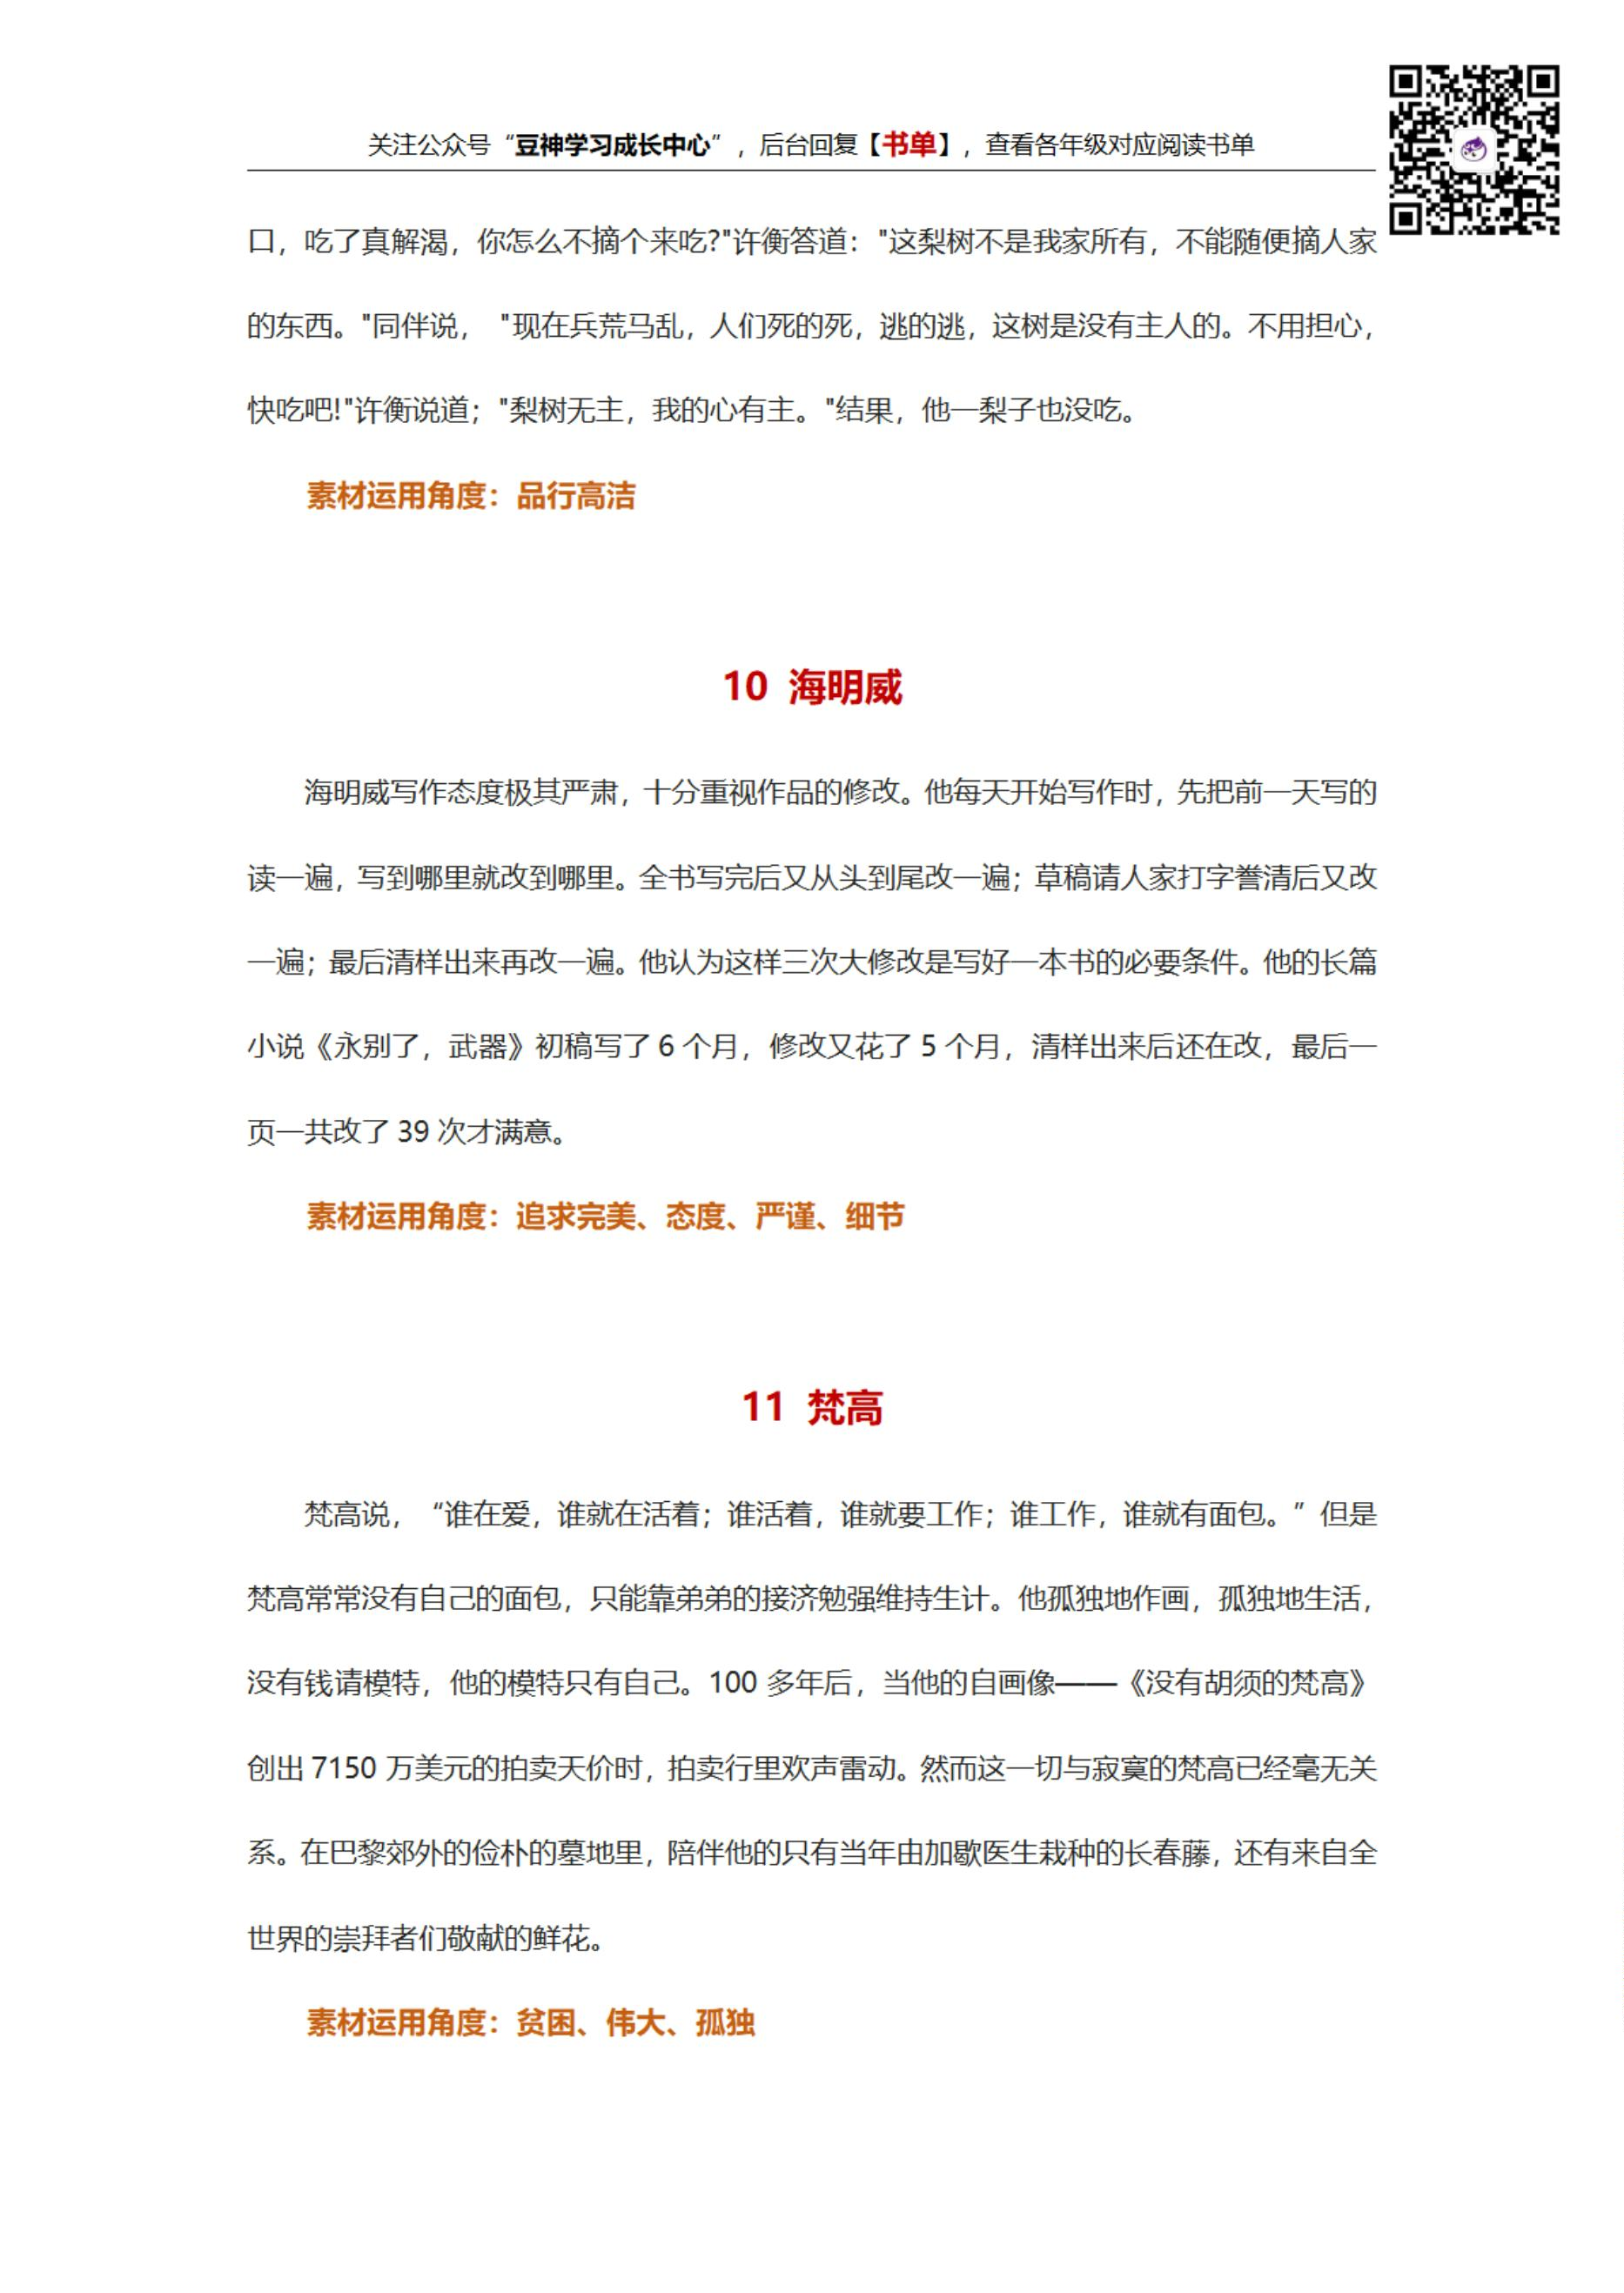 关注公众号“豆神学习成长中心”，后台回复【书单】，查看各年级对应阅读书单
口，吃了真解渴，你怎么不摘个来吃?"许衡答道："这梨树不是我家所有，不能随便摘人家
的东西。"同伴说， "现在兵荒马乱，人们死的死，逃的逃，这树是没有主人的。不用担心，
快吃吧!"许衡说道；"梨树无主，我的心有主。"结果，他一梨子也没吃。
素材运用角度：品行高洁
10 海明威
海明威写作态度极其严肃，十分重视作品的修改。他每天开始写作时，先把前一天写的
读一遍，写到哪里就改到哪里。全书写完后又从头到尾改一遍；草稿请人家打字誊清后又改
一遍；最后清样出来再改一遍。他认为这样三次大修改是写好一本书的必要条件。他的长篇
小说《永别了，武器》初稿写了 6 个月，修改又花了 5 个月，清样出来后还在改，最后一
页一共改了 39 次才满意。
素材运用角度：追求完美、态度、严谨、细节
11 梵高
梵高说，“谁在爱，谁就在活着；谁活着，谁就要工作；谁工作，谁就有面包。”但是
梵高常常没有自己的面包，只能靠弟弟的接济勉强维持生计。他孤独地作画，孤独地生活，
没有钱请模特，他的模特只有自己。100 多年后，当他的自画像——《没有胡须的梵高》
创出 7150 万美元的拍卖天价时，拍卖行里欢声雷动。然而这一切与寂寞的梵高已经毫无关
系。在巴黎郊外的俭朴的墓地里，陪伴他的只有当年由加歇医生栽种的长春藤，还有来自全
世界的崇拜者们敬献的鲜花。
素材运用角度：贫困、伟大、孤独